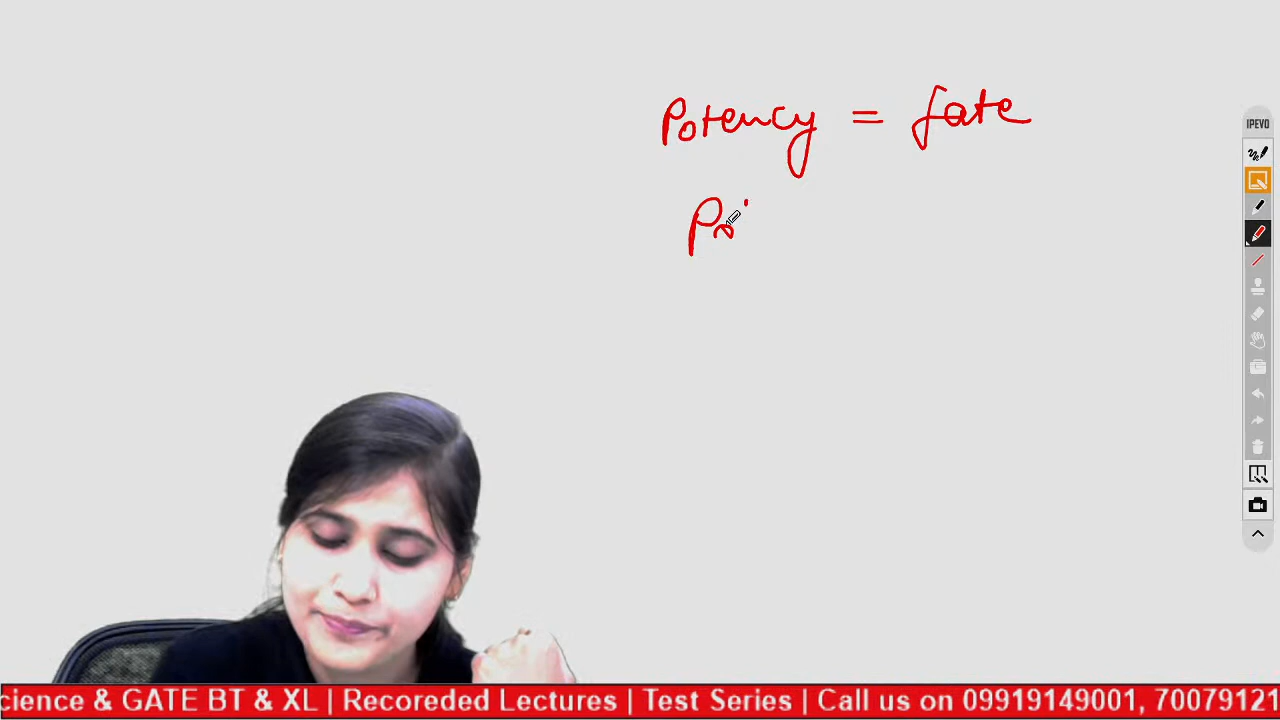 Potency = fate
IPEVO
cience & GATE BT & XL | Recoreded Lectures | Test Series | Call us on 09919149001, 70079121